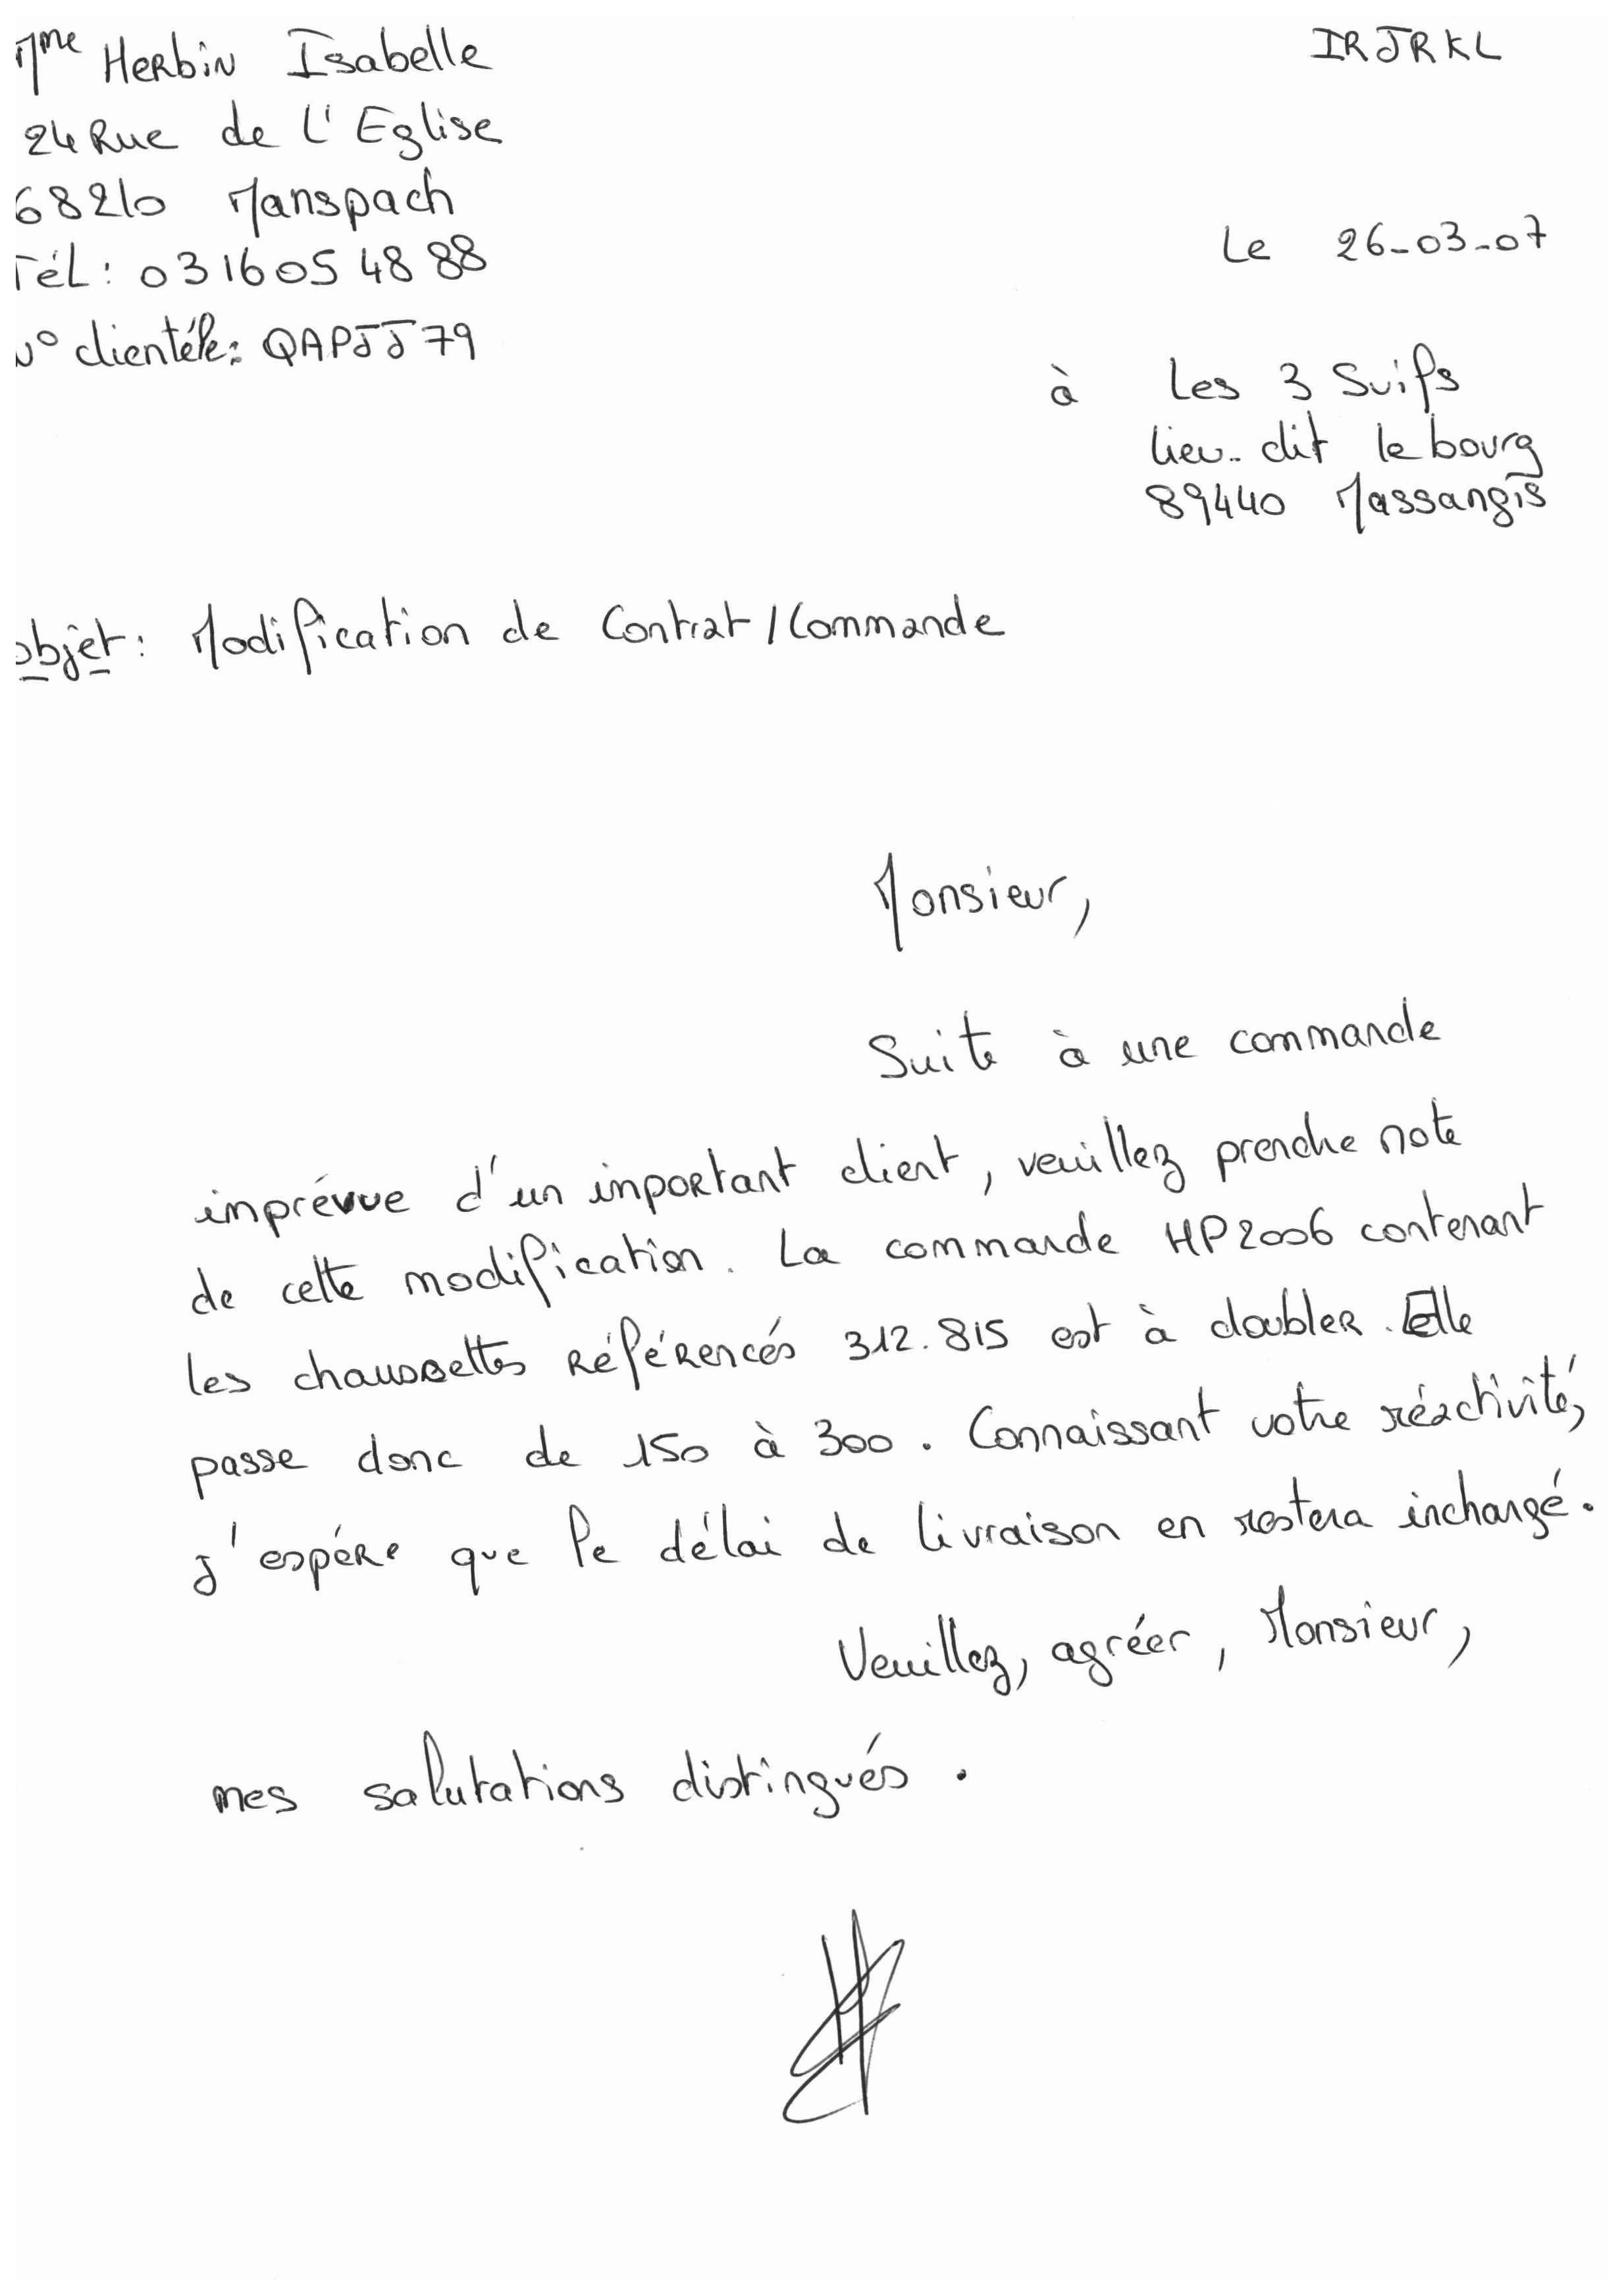 Mme Herbin Isabelle
IRJRKL
24 Rue de l'Eglise
68210 Manspach
Tél: 03 16 05 48 88
Le 26-03-07
N° clientéle: QAPJJ79
à Les 3 Suifs
lieu-dit le bourg
89440 Massangis
objet: Modification de Contrat/Commande
Monsieur,
Suite à une commande
imprévue d'un inportant client, veuillez prendre note
de cette modification. La commande HP2006 contenant
les chaussettes référencés 312.815 est à doubler. Elle
passe donc de 150 à 300. Connaissant votre réactivité,
j'espére que le délai de livraison en restera inchangé.
Veuillez, agréer, Monsieur,
mes salutations distingués.